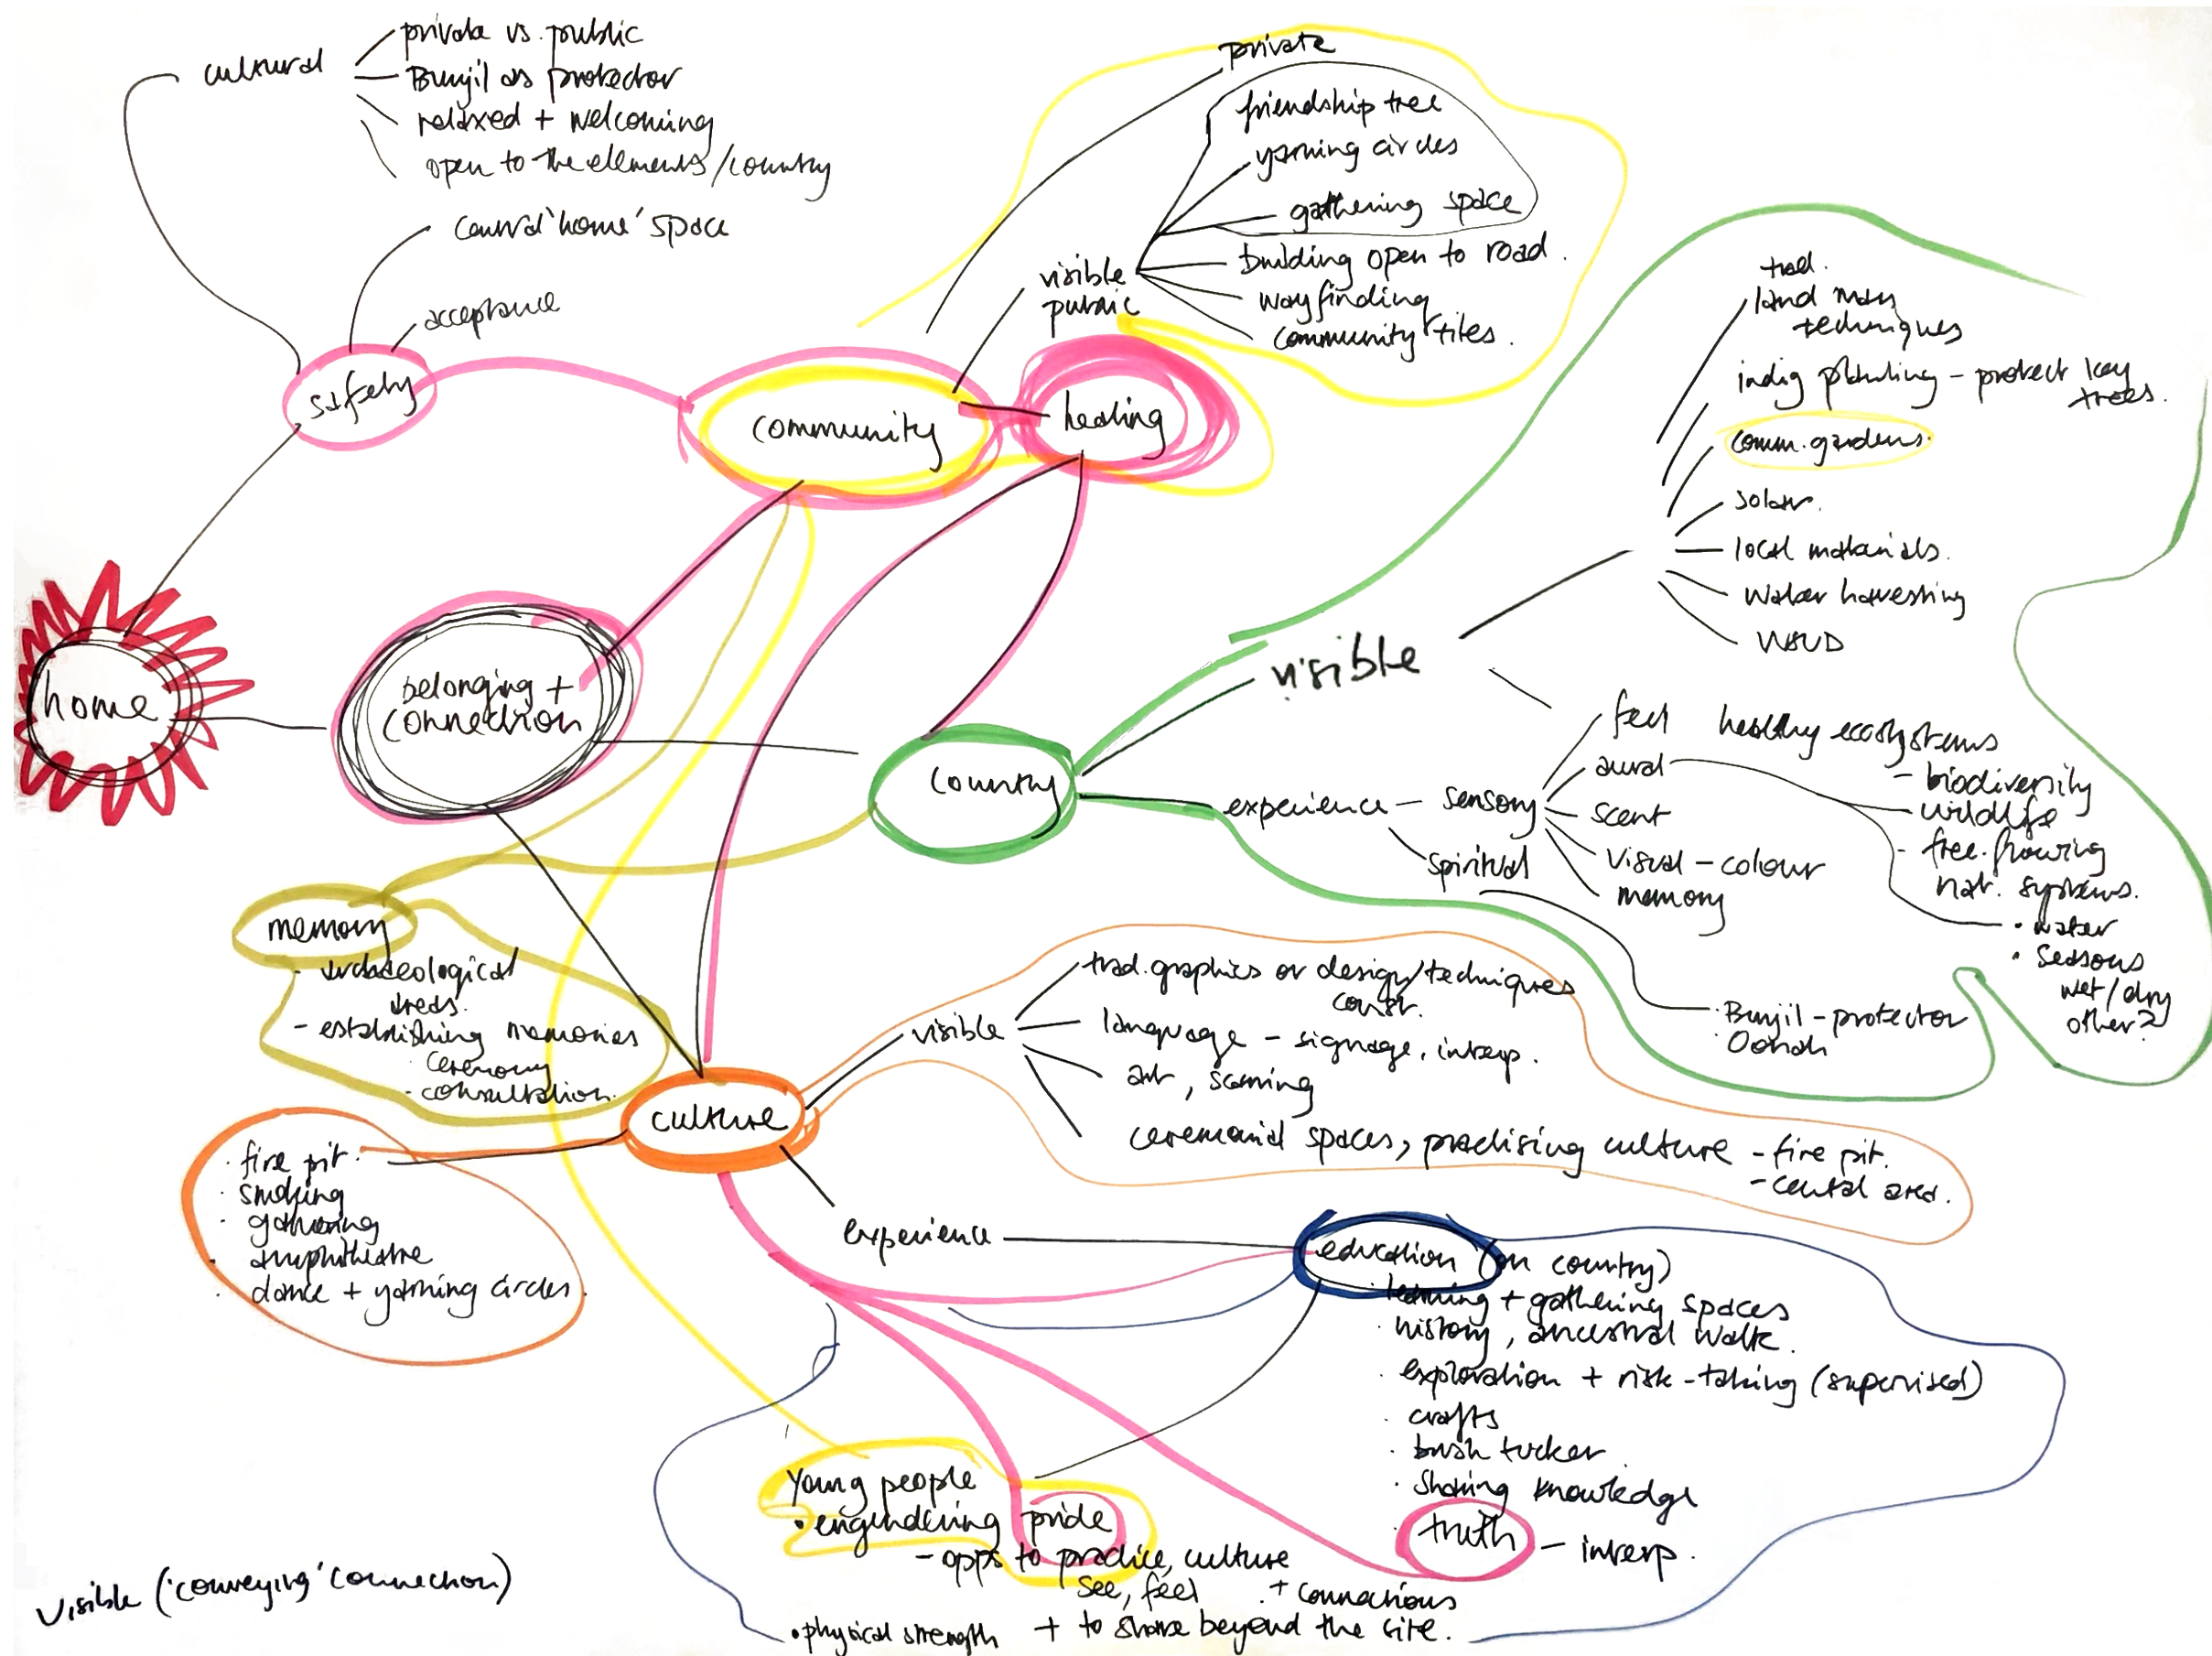 cultural
private vs. public
Bunjil as protector
relaxed + welcoming
open to the elements/country
central 'home' space
acceptance
safety
private
friendship tree
yarning circles
gathering space
visible
public
building open to road.
wayfinding
community tiles.
community
healing
trad.
land man
techniques
indig planting - protect key
trees.
comm. gardens.
solar.
local materials.
water harvesting
WSUD
home
belonging +
connection
country
visible
experience - sensory
feel
aural
scent
visual - colour
memory
healthy ecosystems
- biodiversity
- wildlife
- free-flowing
nat. systems.
• water
• seasons
wet/dry
other?
spiritual
· Bunjil - protector
·
memory
- archaeological
areas.
- establishing memories
· ceremony
· consultation.
culture
visible
trad. graphics or design/techniques
const.
language - signage, interp.
art, scarring
ceremonial spaces, practising culture - fire pit.
- central area.
· fire pit.
· smoking
· gathering
· amphitheatre
· dance + yarning circles.
experience
education (on country)
· learning + gathering spaces
· history, ancestral walk.
· exploration + risk-taking (supervised)
· crafts
· bush tucker
· sharing knowledge
truth - interp.
young people
• engendering pride
- opps to practice, culture
see, feel + connections
• physical strength + to share beyond the site.
visible ('conveying' connection)